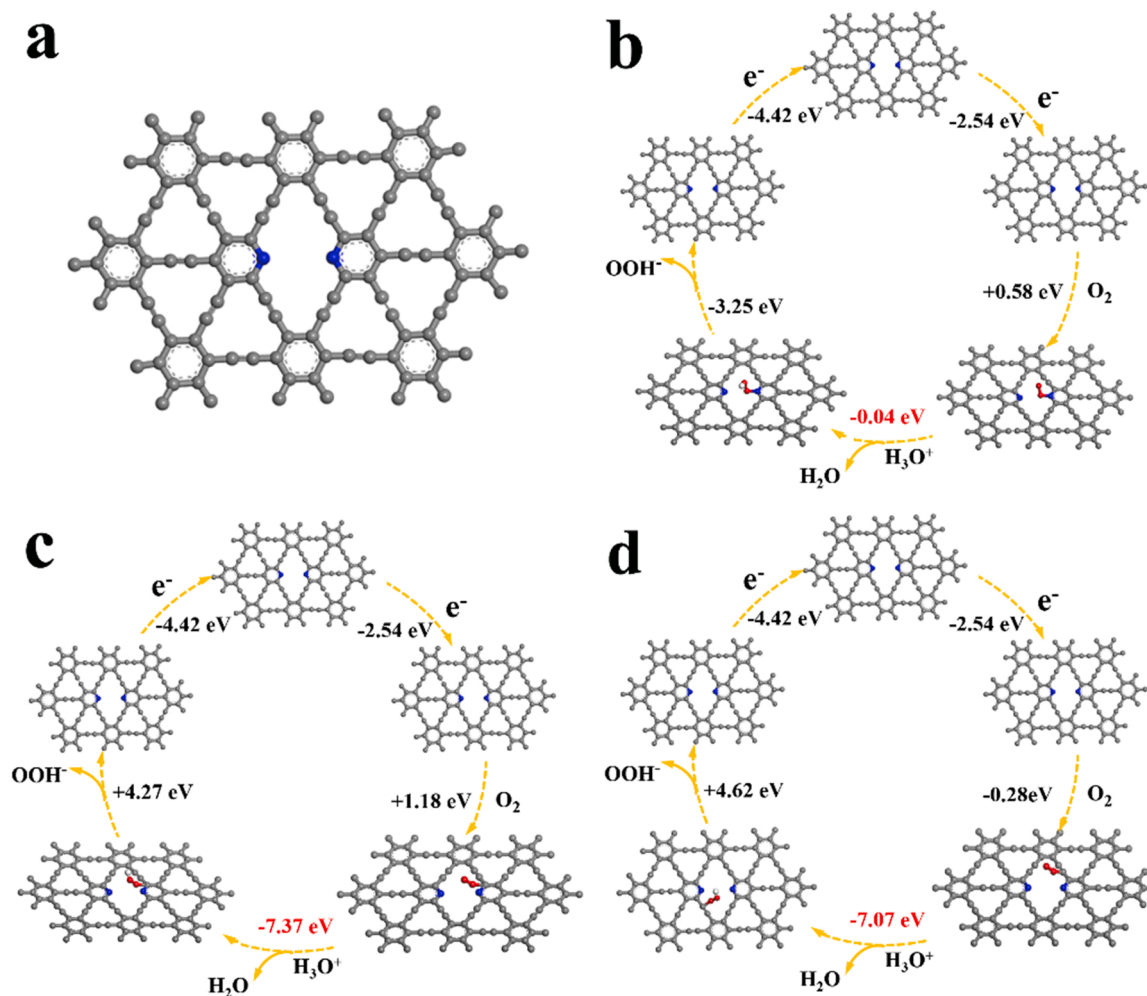 a
b
e⁻
e⁻
-4.42 eV
-2.54 eV
OOH⁻
-3.25 eV
+0.58 eV
O₂
-0.04 eV
H₃O⁺
H₂O
c
e⁻
e⁻
-4.42 eV
-2.54 eV
OOH⁻
+4.27 eV
+1.18 eV
O₂
-7.37 eV
H₃O⁺
H₂O
d
e⁻
e⁻
-4.42 eV
-2.54 eV
OOH⁻
+4.62 eV
-0.28eV
O₂
-7.07 eV
H₃O⁺
H₂O